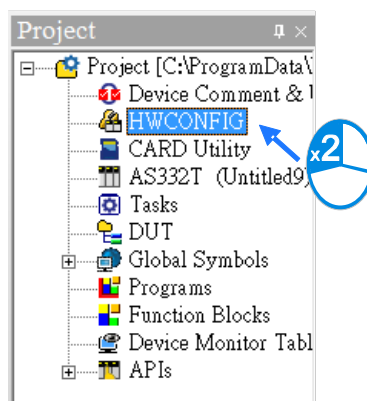 Project
Project [C:\ProgramData\
Device Comment &
HWCONFIG
x2
CARD Utility
AS332T (Untitled9)
Tasks
DUT
Global Symbols
Programs
Function Blocks
Device Monitor Tabl
APIs